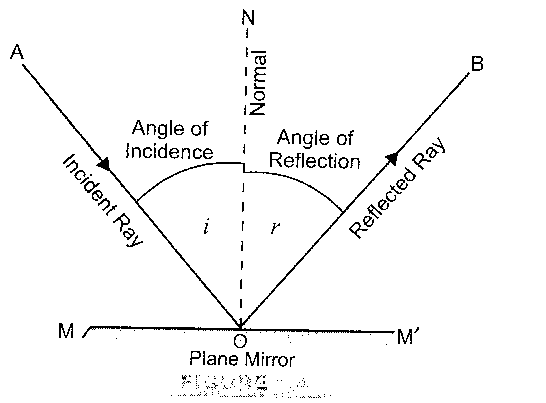 N
A
B
Normal
Angle of
Incidence
Angle of
Reflection
Incident Ray
Reflected Ray
i
r
M
M'
O
Plane Mirror